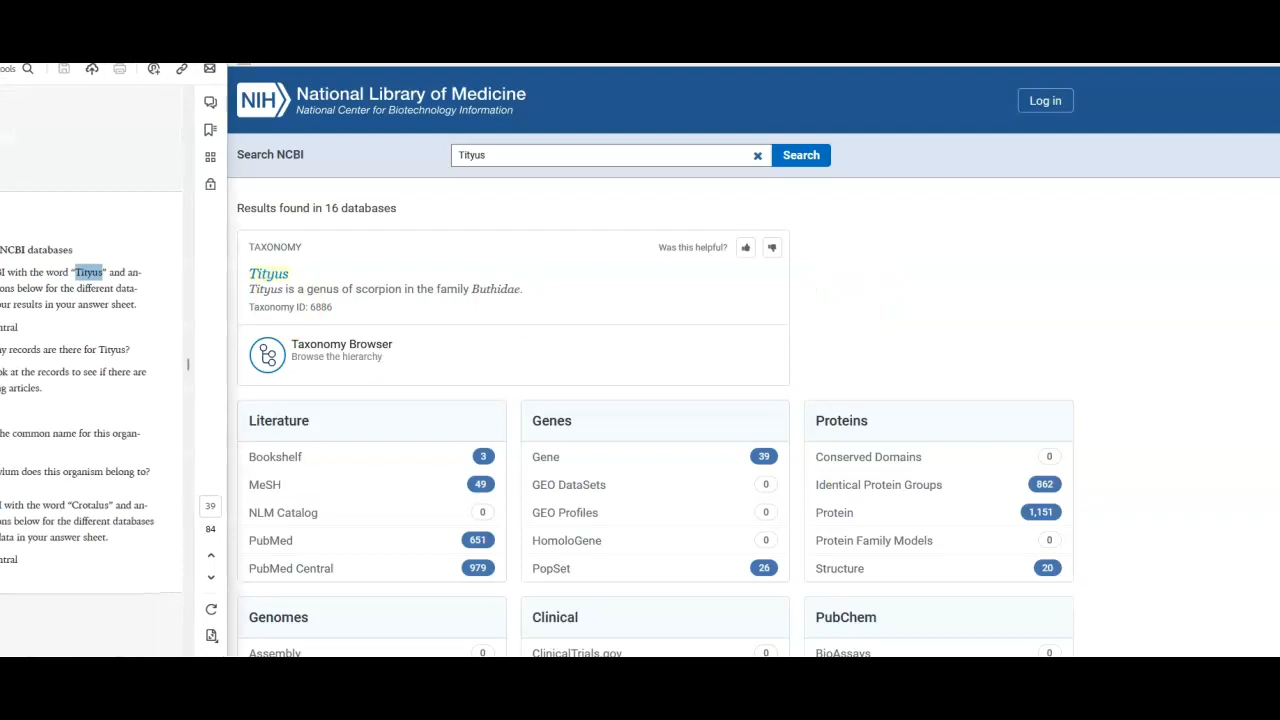 ools
NCBI databases
BI with the word "Tityus" and an-
ons below for the different data-
our results in your answer sheet.
ntral
ny records are there for Tityus?
ok at the records to see if there are
ng articles.
he common name for this organ-
ylum does this organism belong to?
I with the word "Crotalus" and an-
ons below for the different databases
data in your answer sheet.
ntral
39
84
NIH
National Library of Medicine
National Center for Biotechnology Information
Log in
Search NCBI
Tityus
Search
Results found in 16 databases
TAXONOMY
Was this helpful?
Tityus
Tityus is a genus of scorpion in the family Buthidae.
Taxonomy ID: 6886
Taxonomy Browser
Browse the hierarchy
Literature
Bookshelf 3
MeSH 49
NLM Catalog 0
PubMed 651
PubMed Central 979
Genes
Gene 39
GEO DataSets 0
GEO Profiles 0
HomoloGene 0
PopSet 26
Proteins
Conserved Domains 0
Identical Protein Groups 862
Protein 1,151
Protein Family Models 0
Structure 20
Genomes
Assembly 0
Clinical
ClinicalTrials.gov 0
PubChem
BioAssays 0